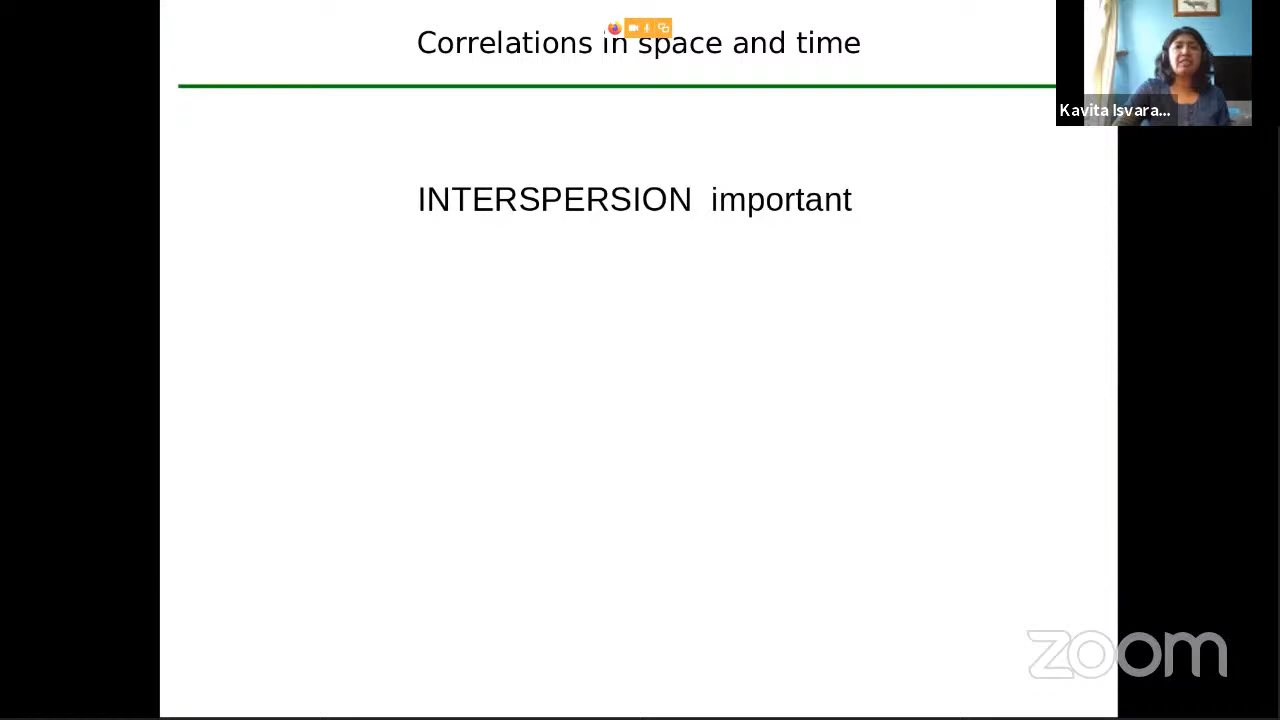 Correlations in space and time
Kavita Isvara...
INTERSPERSION important
zoom